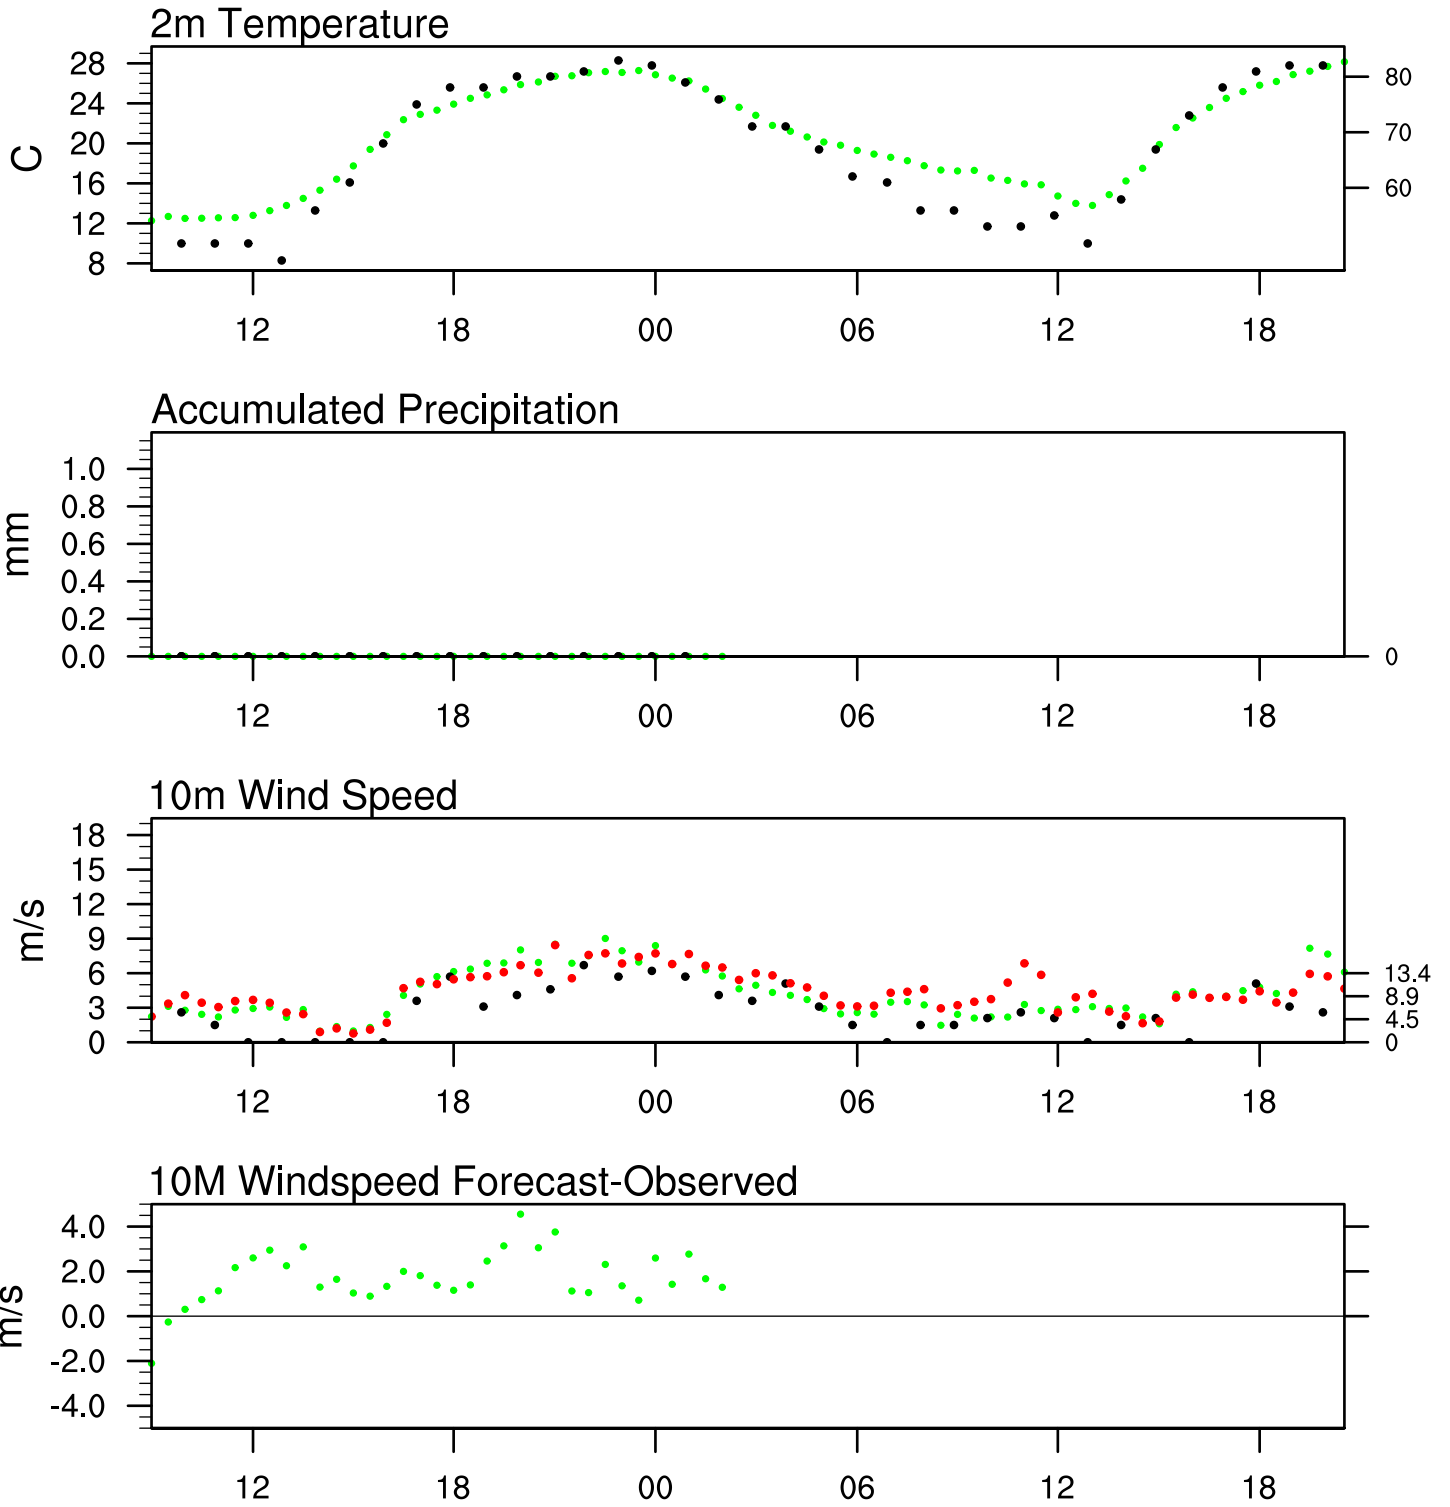 2m Temperature
28
24
20
16
12
8
C
80
70
60
12 18 00 06 12 18
Accumulated Precipitation
1.0
0.8
0.6
0.4
0.2
0.0
mm
0
12 18 00 06 12 18
10m Wind Speed
18
15
12
9
6
3
0
m/s
13.4
8.9
4.5
0
12 18 00 06 12 18
10M Windspeed Forecast-Observed
4.0
2.0
0.0
-2.0
-4.0
m/s
12 18 00 06 12 18